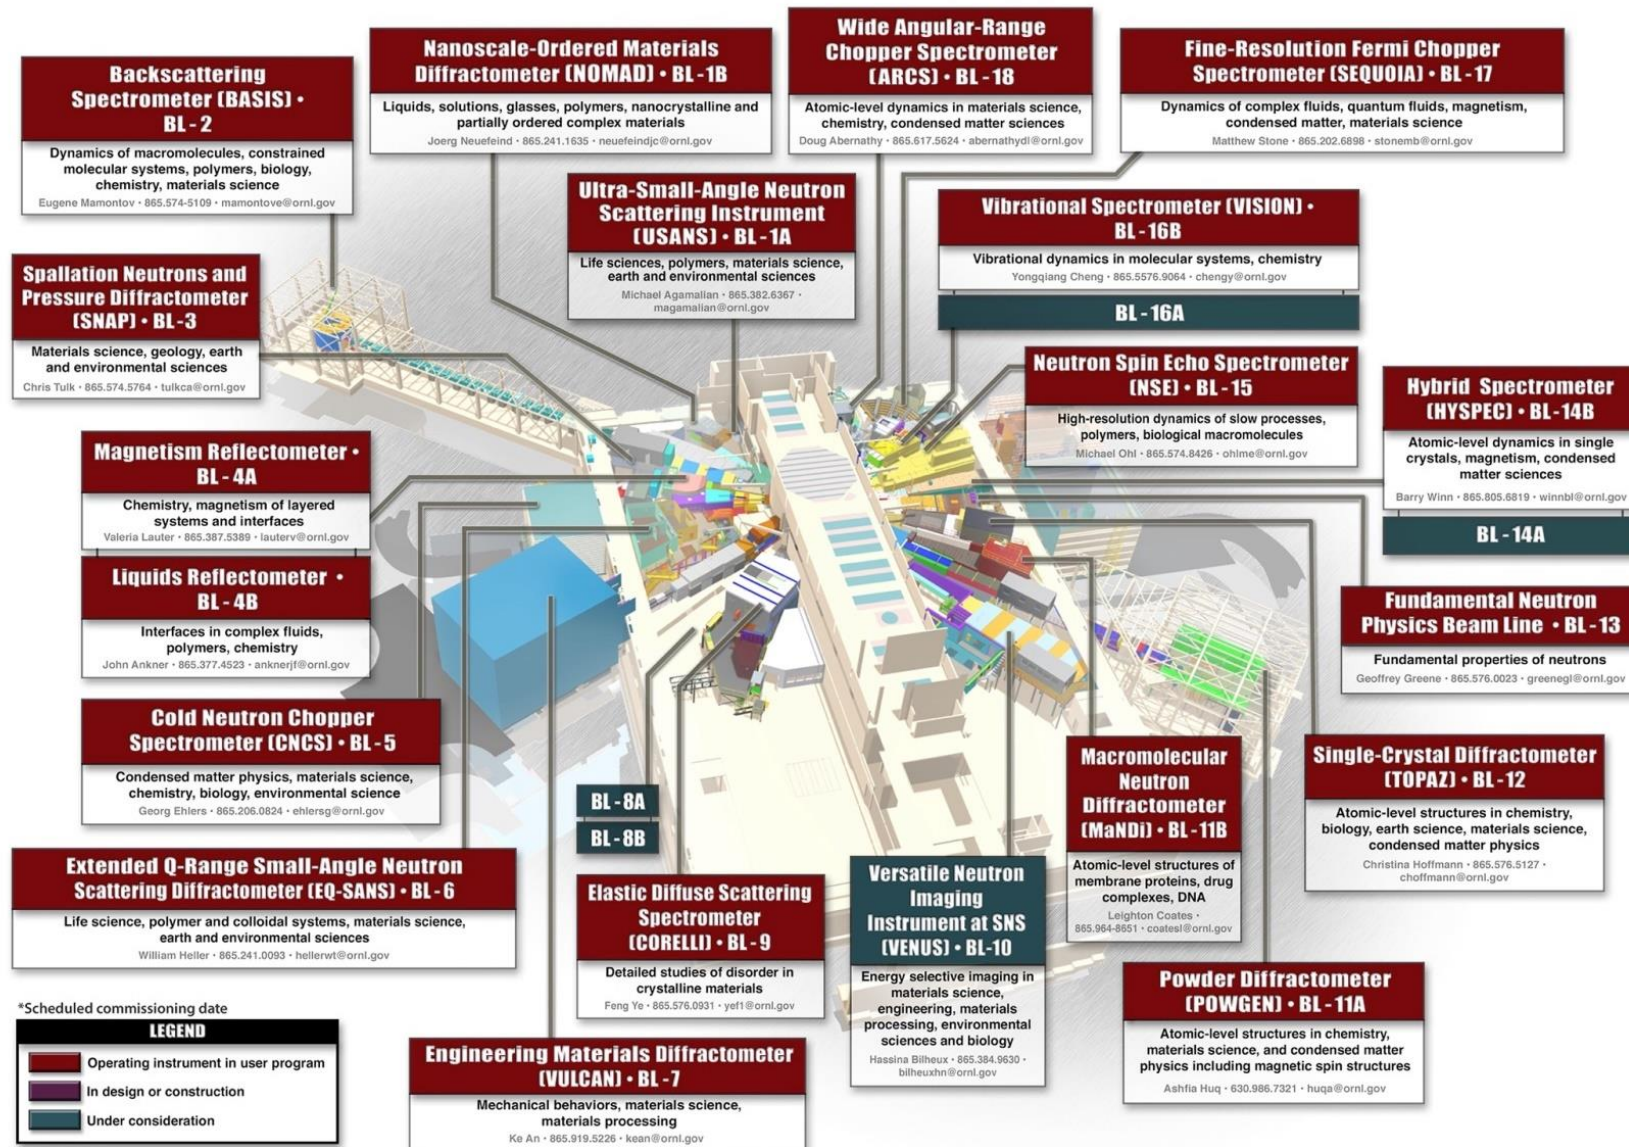 Backscattering
Spectrometer (BASIS) •
BL - 2
Dynamics of macromolecules, constrained
molecular systems, polymers, biology,
chemistry, materials science
Eugene Mamontov • 865.574-5109 • mamontove@ornl.gov
Nanoscale-Ordered Materials
Diffractometer (NOMAD) • BL - 1B
Liquids, solutions, glasses, polymers, nanocrystalline and
partially ordered complex materials
Joerg Neuefeind • 865.241.1635 • neuefeindjc@ornl.gov
Wide Angular-Range
Chopper Spectrometer
(ARCS) • BL - 18
Atomic-level dynamics in materials science,
chemistry, condensed matter sciences
Doug Abernathy • 865.617.5624 • abernathydl@ornl.gov
Fine-Resolution Fermi Chopper
Spectrometer (SEQUOIA) • BL - 17
Dynamics of complex fluids, quantum fluids, magnetism,
condensed matter, materials science
Matthew Stone • 865.202.6898 • stonemb@ornl.gov
Ultra-Small-Angle Neutron
Scattering Instrument
(USANS) • BL - 1A
Life sciences, polymers, materials science,
earth and environmental sciences
Michael Agamalian • 865.382.6367 •
magamalian@ornl.gov
Vibrational Spectrometer (VISION) •
BL - 16B
Vibrational dynamics in molecular systems, chemistry
Yongqiang Cheng • 865.5576.9064 • chengy@ornl.gov
BL - 16A
Spallation Neutrons and
Pressure Diffractometer
(SNAP) • BL - 3
Materials science, geology, earth
and environmental sciences
Chris Tulk • 865.574.5764 • tulkca@ornl.gov
Neutron Spin Echo Spectrometer
(NSE) • BL - 15
High-resolution dynamics of slow processes,
polymers, biological macromolecules
Michael Ohl • 865.574.8426 • ohlme@ornl.gov
Hybrid Spectrometer
(HYSPEC) • BL - 14B
Atomic-level dynamics in single
crystals, magnetism, condensed
matter sciences
Barry Winn • 865.805.6819 • winnbl@ornl.gov
BL - 14A
Magnetism Reflectometer •
BL - 4A
Chemistry, magnetism of layered
systems and interfaces
Valeria Lauter • 865.387.5389 • lauterv@ornl.gov
Liquids Reflectometer •
BL - 4B
Interfaces in complex fluids,
polymers, chemistry
John Ankner • 865.377.4523 • anknerjf@ornl.gov
Fundamental Neutron
Physics Beam Line • BL - 13
Fundamental properties of neutrons
Geoffrey Greene • 865.576.0023 • greenegl@ornl.gov
Cold Neutron Chopper
Spectrometer (CNCS) • BL - 5
Condensed matter physics, materials science,
chemistry, biology, environmental science
Georg Ehlers • 865.206.0824 • ehlersg@ornl.gov
BL - 8A
BL - 8B
Macromolecular
Neutron
Diffractometer
(MaNDi) • BL - 11B
Atomic-level structures of
membrane proteins, drug
complexes, DNA
Leighton Coates •
865.964-8651 • coatesl@ornl.gov
Single-Crystal Diffractometer
(TOPAZ) • BL - 12
Atomic-level structures in chemistry,
biology, earth science, materials science,
condensed matter physics
Christina Hoffmann • 865.576.5127 •
choffmann@ornl.gov
Extended Q-Range Small-Angle Neutron
Scattering Diffractometer (EQ-SANS) • BL - 6
Life science, polymer and colloidal systems, materials science,
earth and environmental sciences
William Heller • 865.241.0093 • hellerwt@ornl.gov
Elastic Diffuse Scattering
Spectrometer
(CORELLI) • BL - 9
Detailed studies of disorder in
crystalline materials
Feng Ye • 865.576.0931 • yef1@ornl.gov
Versatile Neutron
Imaging
Instrument at SNS
(VENUS) • BL - 10
Energy selective imaging in
materials science,
engineering, materials
processing, environmental
sciences and biology
Hassina Bilheux • 865.384.9630 •
bilheuxhn@ornl.gov
Powder Diffractometer
(POWGEN) • BL - 11A
Atomic-level structures in chemistry,
materials science, and condensed matter
physics including magnetic spin structures
Ashfia Huq • 630.986.7321 • huqa@ornl.gov
*Scheduled commissioning date
LEGEND
Operating instrument in user program
In design or construction
Under consideration
Engineering Materials Diffractometer
(VULCAN) • BL - 7
Mechanical behaviors, materials science,
materials processing
Ke An • 865.919.5226 • kean@ornl.gov